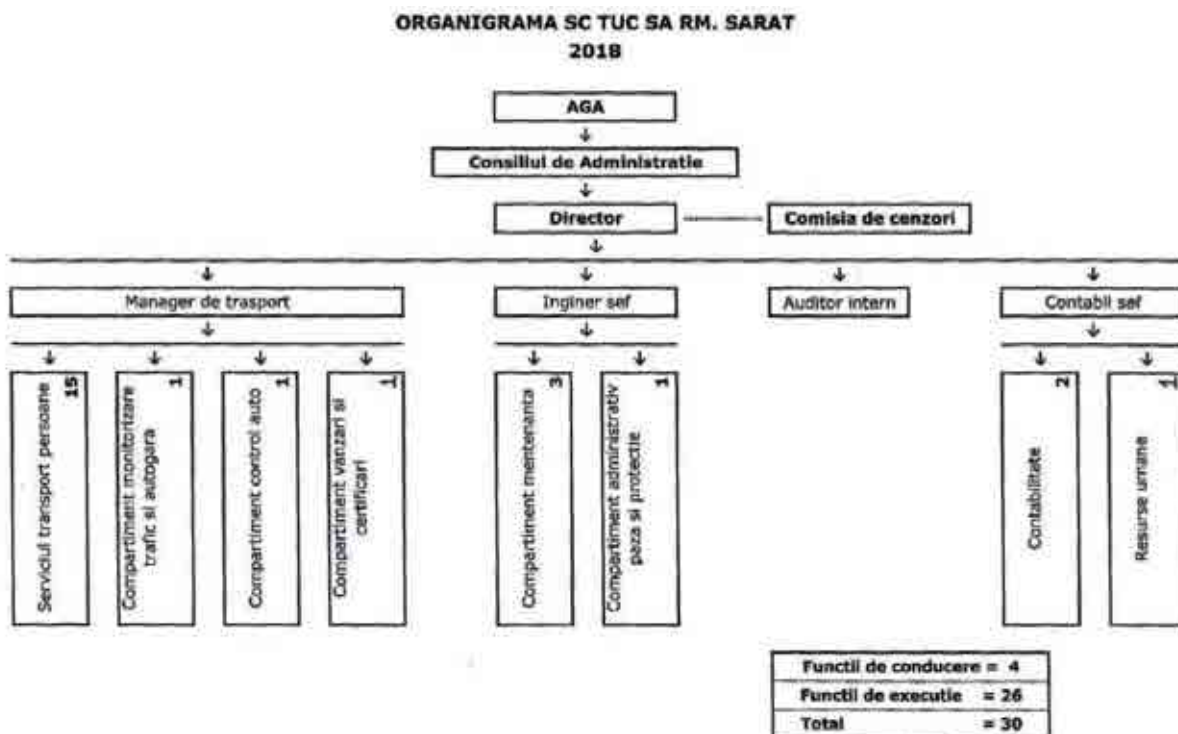 ORGANIGRAMA SC TUC SA RM. SARAT
2018
AGA
Consiliul de Administratie
Director
Comisia de cenzori
Manager de trasport
Inginer sef
Auditor intern
Contabil sef
Serviciul transport persoane
15
Compartiment monitorizare
trafic si autogara
1
Compartiment control auto
1
Compartiment vanzari si
certificari
1
Compartiment mentenanta
3
Compartiment administrativ
paza si protectie
1
Contabilitate
2
Resurse umane
1
Functii de conducere = 4
Functii de executie = 26
Total = 30